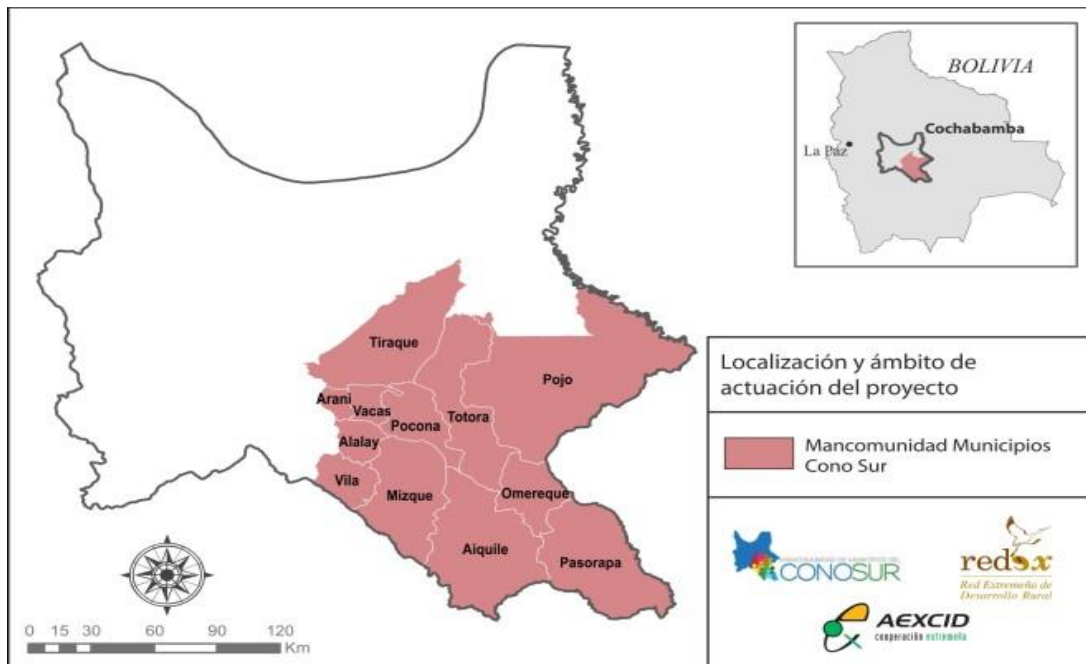 BOLIVIA
Cochabamba
La Paz
Tiraque
Pojo
Arani
Vacas
Totora
Pocona
Alalay
Vila
Mizque
Omereque
Aiquile
Pasorapa
0 15 30 60 90 120
Km
Localización y ámbito de
actuación del proyecto
Mancomunidad Municipios
Cono Sur
CONOSUR
redex
Red Extremeña de
Desarrollo Rural
AEXCID
cooperación extremeña